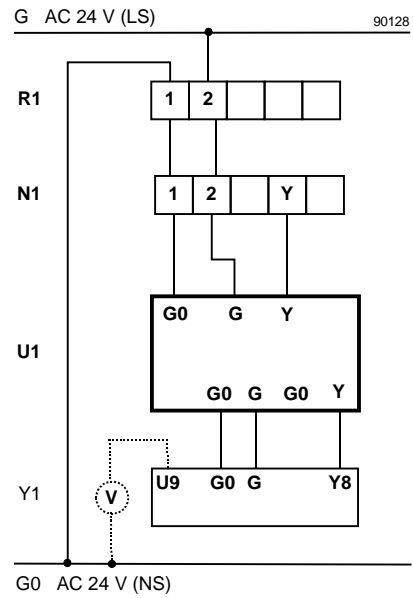 G AC 24 V (LS)
90128
R1 1 2
N1 1 2 Y
G0 G Y
U1
G0 G G0 Y
Y1 V U9 G0 G Y8
G0 AC 24 V (NS)